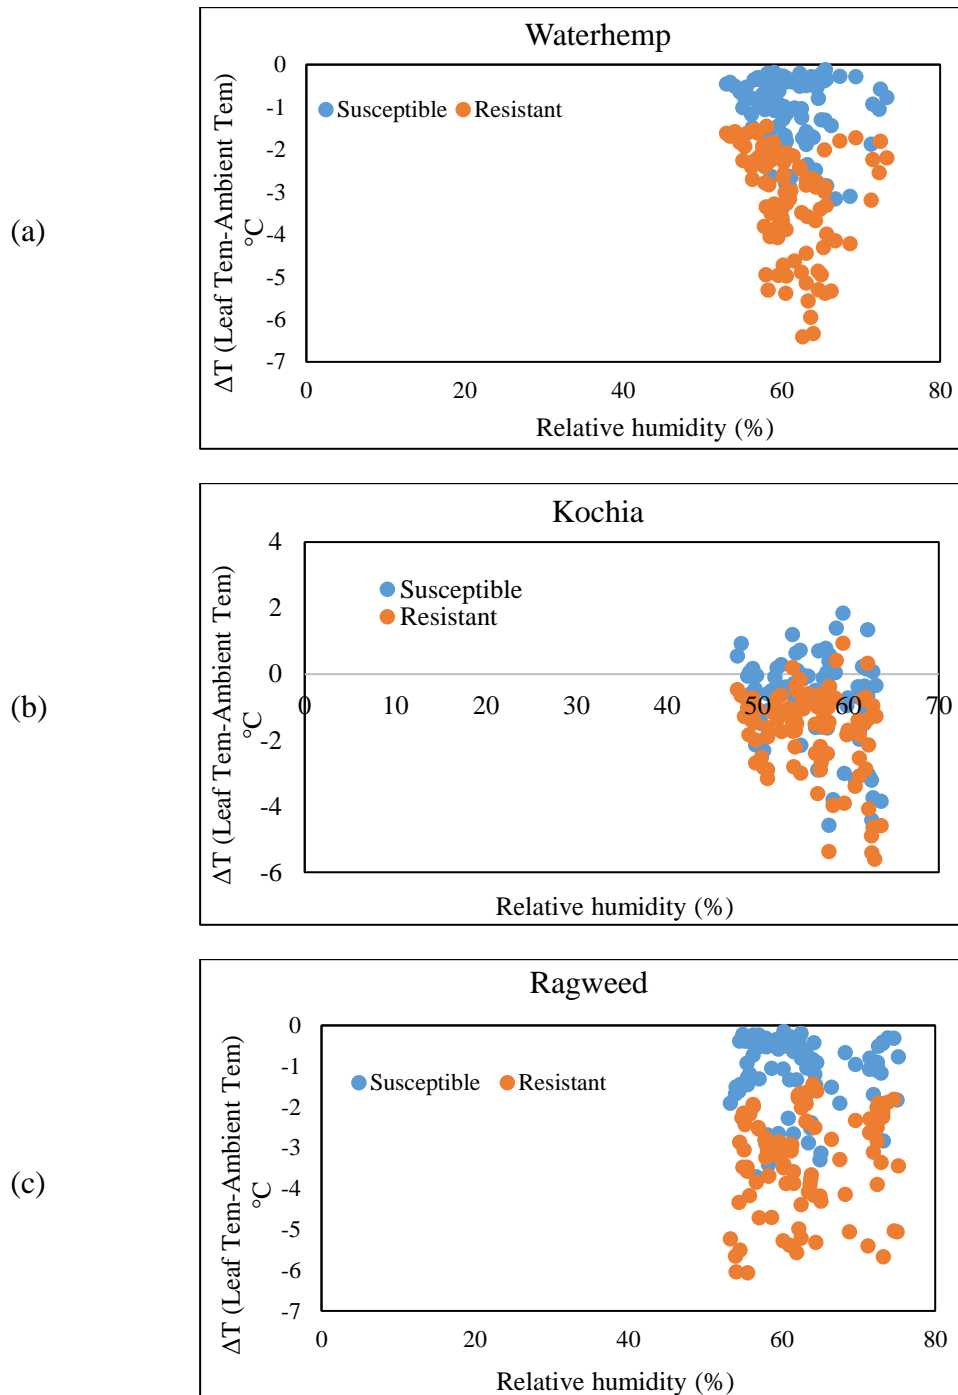 (a)
Waterhemp
ΔT (Leaf Tem-Ambient Tem)
°C
0
-1
-2
-3
-4
-5
-6
-7
Susceptible Resistant
0 20 40 60 80
Relative humidity (%)
(b)
Kochia
ΔT (Leaf Tem-Ambient Tem)
°C
4
2
0
-2
-4
-6
Susceptible
Resistant
0 10 20 30 40 50 60 70
Relative humidity (%)
(c)
Ragweed
ΔT (Leaf Tem-Ambient Tem)
°C
0
-1
-2
-3
-4
-5
-6
-7
Susceptible Resistant
0 20 40 60 80
Relative humidity (%)